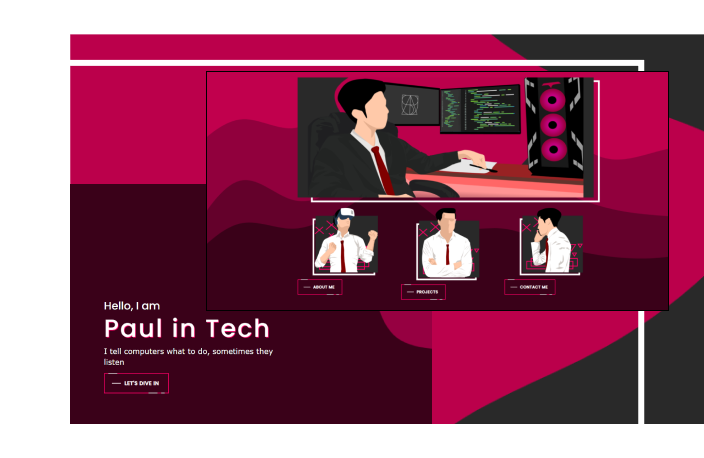 ABOUT ME
PROJECTS
CONTACT ME
Hello, I am
Paul in Tech
I tell computers what to do, sometimes they
listen
LET'S DIVE IN